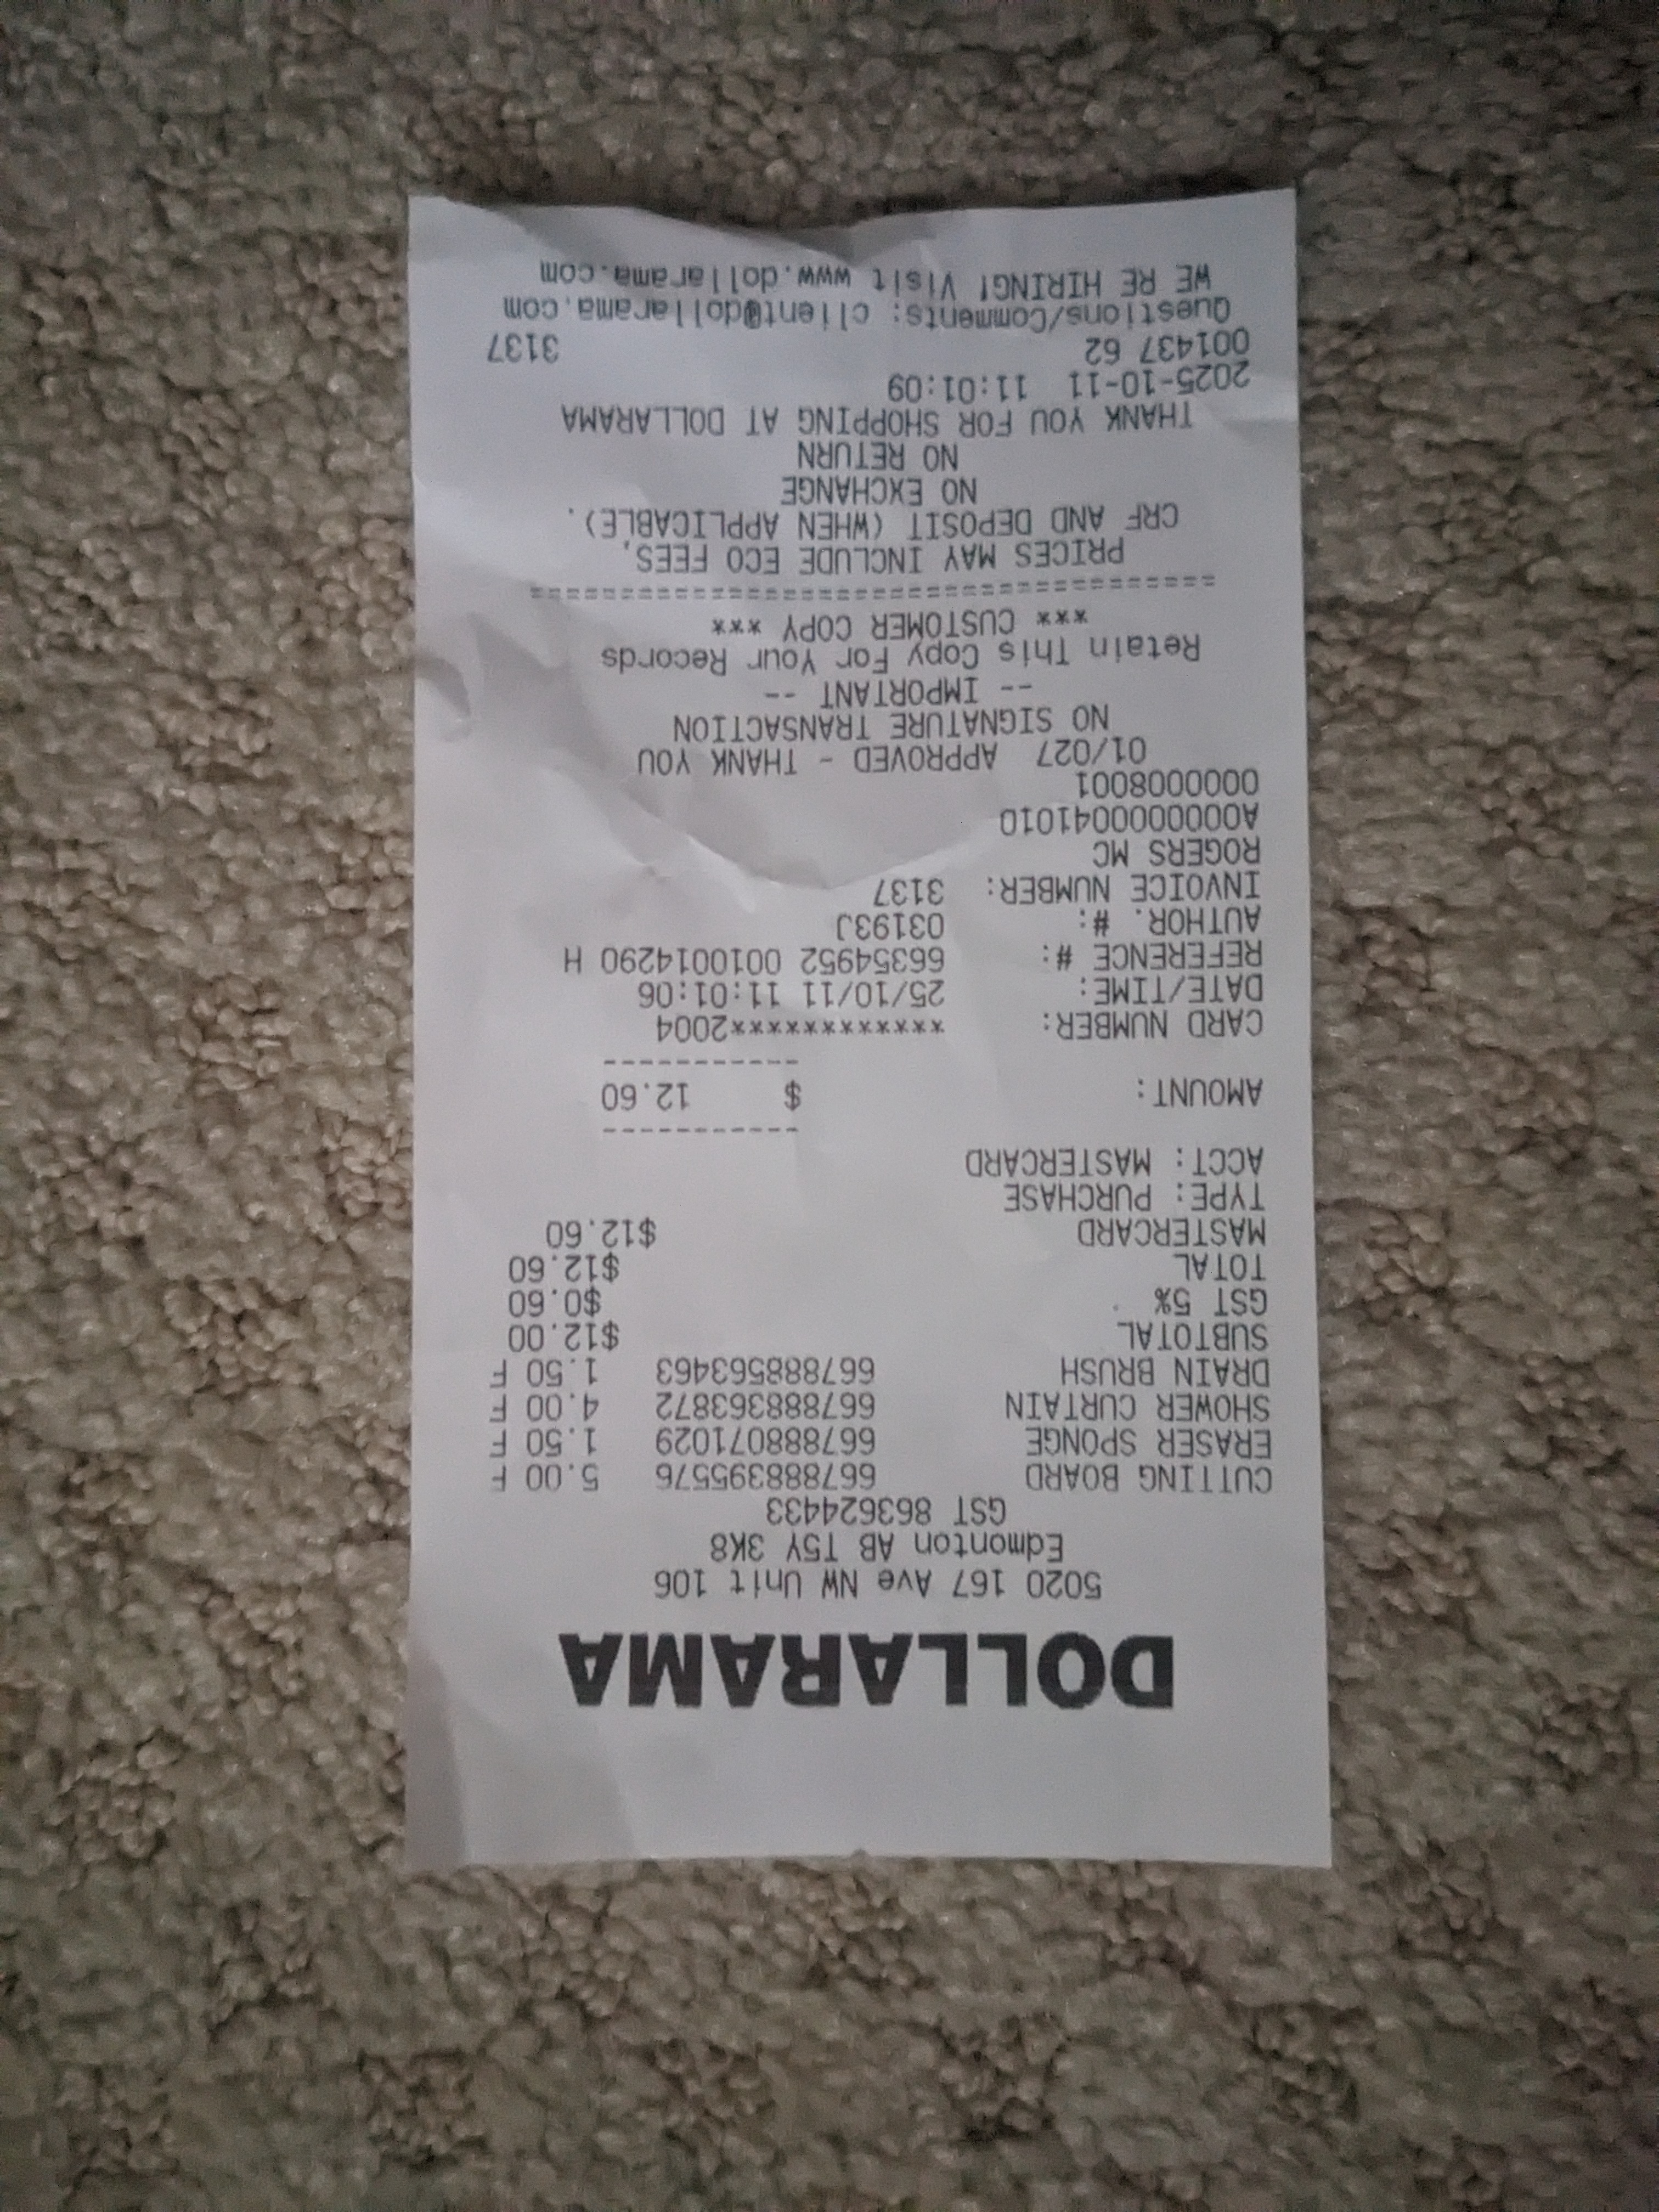 DOLLARAMA
5020 167 Ave NW Unit 106
Edmonton AB T5Y 3K8
GST 863624433
CUTTING BOARD 667888395576 5.00 F
ERASER SPONGE 667888071029 1.50 F
SHOWER CURTAIN 667888363872 4.00 F
DRAIN BRUSH 667888563463 1.50 F
SUBTOTAL $12.00
GST 5% $0.60
TOTAL $12.60
MASTERCARD $12.60
TYPE: PURCHASE
ACCT: MASTERCARD
-----------
AMOUNT: $ 12.60
-----------
CARD NUMBER: ************2004
DATE/TIME: 25/10/11 11:01:06
REFERENCE #: 66354952 0010014290 H
AUTHOR. #: 03193J
INVOICE NUMBER: 3137
ROGERS MC
A0000000041010
0000008001
01/027 APPROVED - THANK YOU
NO SIGNATURE TRANSACTION
-- IMPORTANT --
Retain This Copy For Your Records
*** CUSTOMER COPY ***
======================================
PRICES MAY INCLUDE ECO FEES,
CRF AND DEPOSIT (WHEN APPLICABLE).
NO EXCHANGE
NO RETURN
THANK YOU FOR SHOPPING AT DOLLARAMA
2025-10-11 11:01:09
001437 62 3137
Questions/Comments: client@dollarama.com
WE RE HIRING! Visit www.dollarama.com